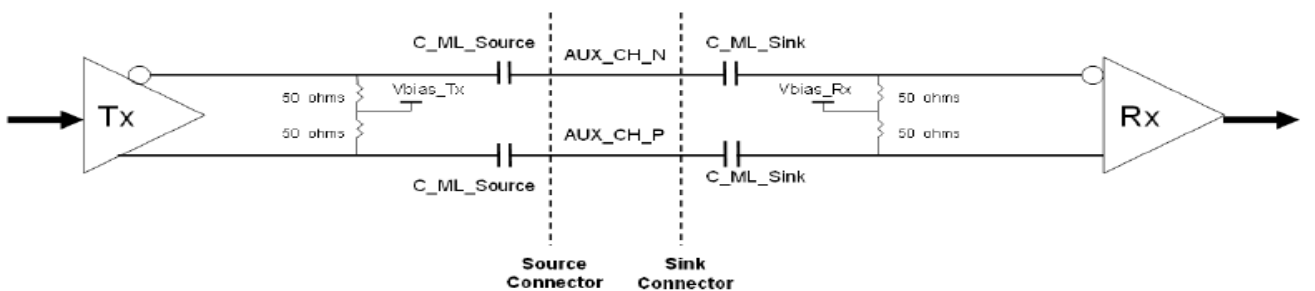 C_ML_Source
AUX_CH_N
C_ML_Sink
50 ohms
Vbias_Tx
Vbias_Rx
50 ohms
Tx
Rx
50 ohms
50 ohms
AUX_CH_P
C_ML_Source
C_ML_Sink
Source
Connector
Sink
Connector